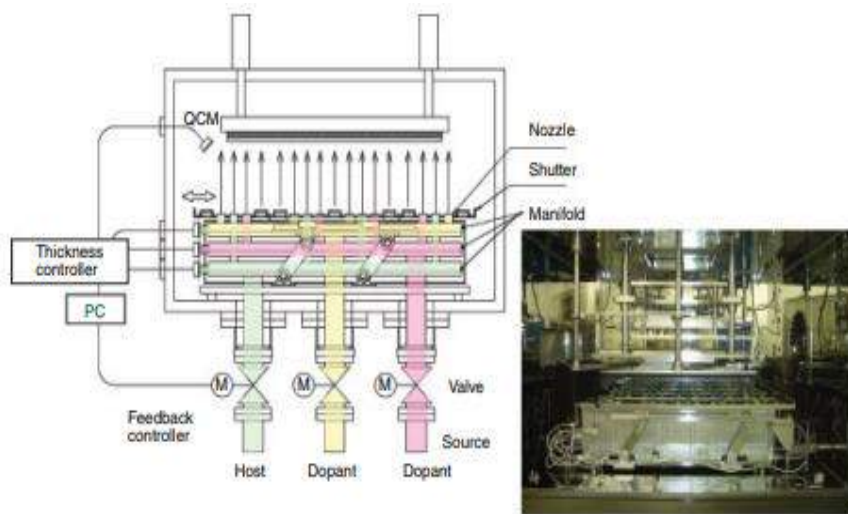 QCM
Nozzle
Shutter
Manifold
Thickness
controller
PC
M
M
M
Valve
Feedback
controller
Source
Host
Dopant
Dopant